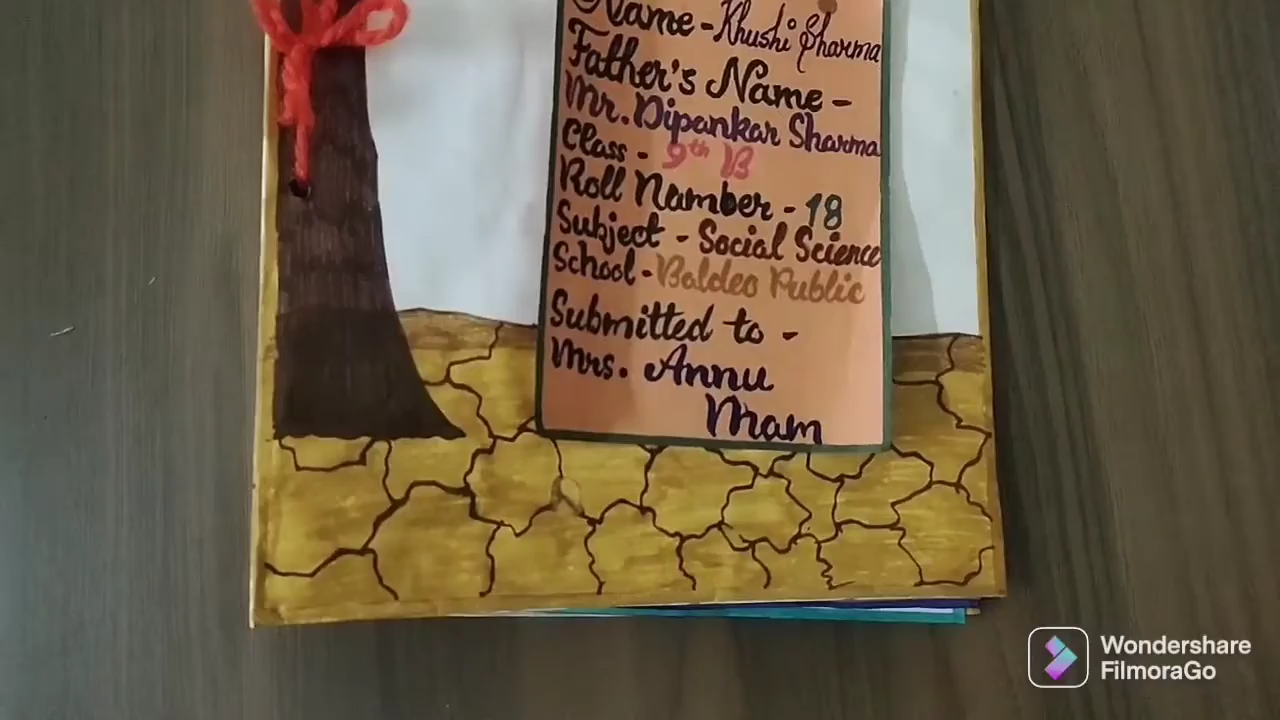 Name - Khushi Sharma
Father's Name -
Mr. Dipankar Sharma
Class - 9th B
Roll Number - 18
Subject - Social Science
School - Baldeo Public
Submitted to -
Mrs. Annu
Mam
Wondershare
FilmoraGo